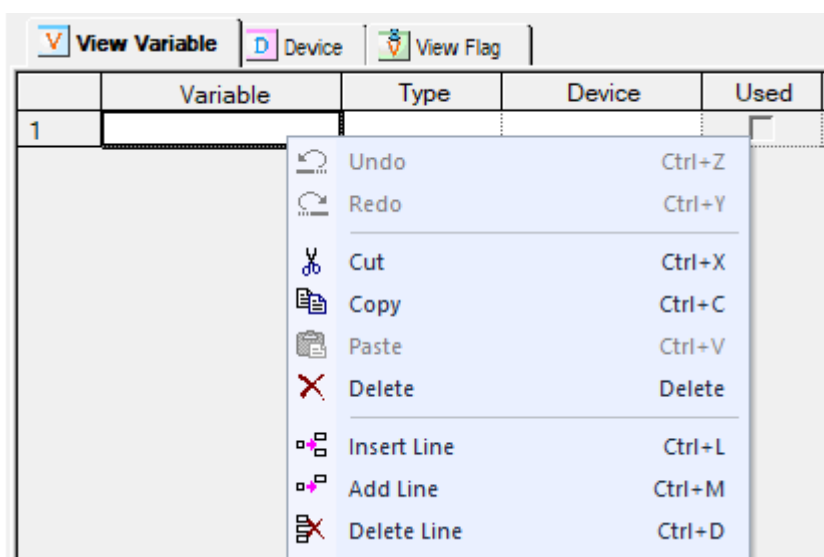 V View Variable D Device V View Flag
Variable Type Device Used
1
Undo Ctrl+Z
Redo Ctrl+Y
Cut Ctrl+X
Copy Ctrl+C
Paste Ctrl+V
Delete Delete
Insert Line Ctrl+L
Add Line Ctrl+M
Delete Line Ctrl+D